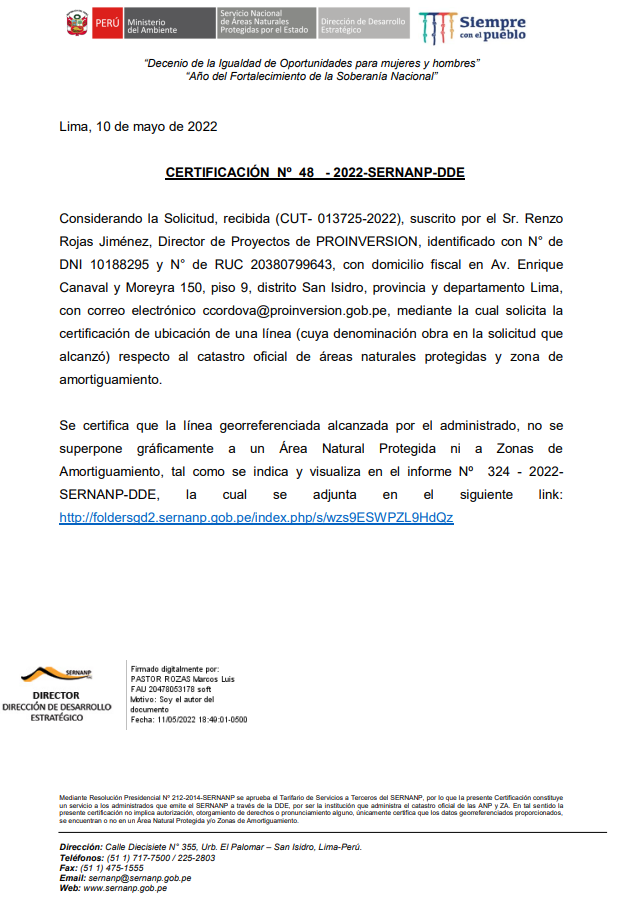 PERÚ
Ministerio
del Ambiente
Servicio Nacional
de Áreas Naturales
Protegidas por el Estado
Dirección de Desarrollo
Estratégico
Siempre
con el pueblo
“Decenio de la Igualdad de Oportunidades para mujeres y hombres”
“Año del Fortalecimiento de la Soberanía Nacional”
Lima, 10 de mayo de 2022
CERTIFICACIÓN Nº 48 - 2022-SERNANP-DDE
Considerando la Solicitud, recibida (CUT- 013725-2022), suscrito por el Sr. Renzo
Rojas Jiménez, Director de Proyectos de PROINVERSION, identificado con N° de
DNI 10188295 y N° de RUC 20380799643, con domicilio fiscal en Av. Enrique
Canaval y Moreyra 150, piso 9, distrito San Isidro, provincia y departamento Lima,
con correo electrónico ccordova@proinversion.gob.pe, mediante la cual solicita la
certificación de ubicación de una línea (cuya denominación obra en la solicitud que
alcanzó) respecto al catastro oficial de áreas naturales protegidas y zona de
amortiguamiento.
Se certifica que la línea georreferenciada alcanzada por el administrado, no se
superpone gráficamente a un Área Natural Protegida ni a Zonas de
Amortiguamiento, tal como se indica y visualiza en el informe Nº 324 - 2022-
SERNANP-DDE, la cual se adjunta en el siguiente link:
http://foldersgd2.sernanp.gob.pe/index.php/s/wzs9ESWPZL9HdQz
SERNANP
DIRECTOR
DIRECCIÓN DE DESARROLLO
ESTRATÉGICO
Firmado digitalmente por:
PASTOR ROZAS Marcos Luis
FAU 20478053178 soft
Motivo: Soy el autor del
documento
Fecha: 11/05/2022 18:49:01-0500
Mediante Resolución Presidencial Nº 212-2014-SERNANP se aprueba el Tarifario de Servicios a Terceros del SERNANP, por lo que la presente Certificación constituye
un servicio a los administrados que emite el SERNANP a través de la DDE, por ser la institución que administra el catastro oficial de las ANP y ZA. En tal sentido la
presente certificación no implica autorización, otorgamiento de derechos o pronunciamiento alguno, únicamente certifica que los datos georreferenciados proporcionados,
se encuentran o no en un Área Natural Protegida y/o Zonas de Amortiguamiento.
Dirección: Calle Diecisiete N° 355, Urb. El Palomar – San Isidro, Lima-Perú.
Teléfonos: (51 1) 717-7500 / 225-2803
Fax: (51 1) 475-1555
Email: sernanp@sernanp.gob.pe
Web: www.sernanp.gob.pe